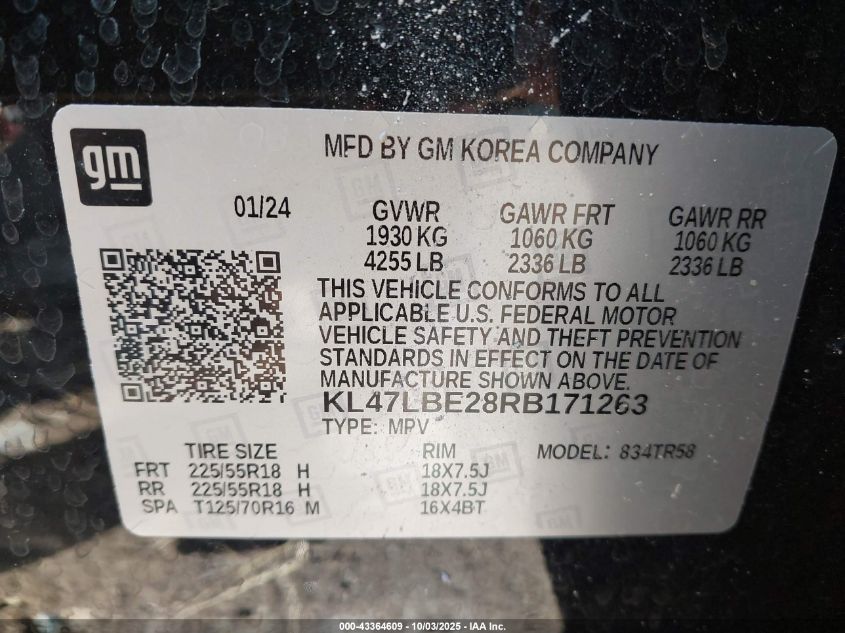 gm
MFD BY GM KOREA COMPANY
01/24
GVWR GAWR FRT GAWR RR
1930 KG 1060 KG 1060 KG
4255 LB 2336 LB 2336 LB
THIS VEHICLE CONFORMS TO ALL
APPLICABLE U.S. FEDERAL MOTOR
VEHICLE SAFETY AND THEFT PREVENTION
STANDARDS IN EFFECT ON THE DATE OF
MANUFACTURE SHOWN ABOVE.
KL47LBE28RB171263
TYPE: MPV
TIRE SIZE RIM MODEL: 834TR58
FRT 225/55R18 H 18X7.5J
RR 225/55R18 H 18X7.5J
SPA T125/70R16 M 16X4BT
000-43364609 - 10/03/2025 - IAA Inc.